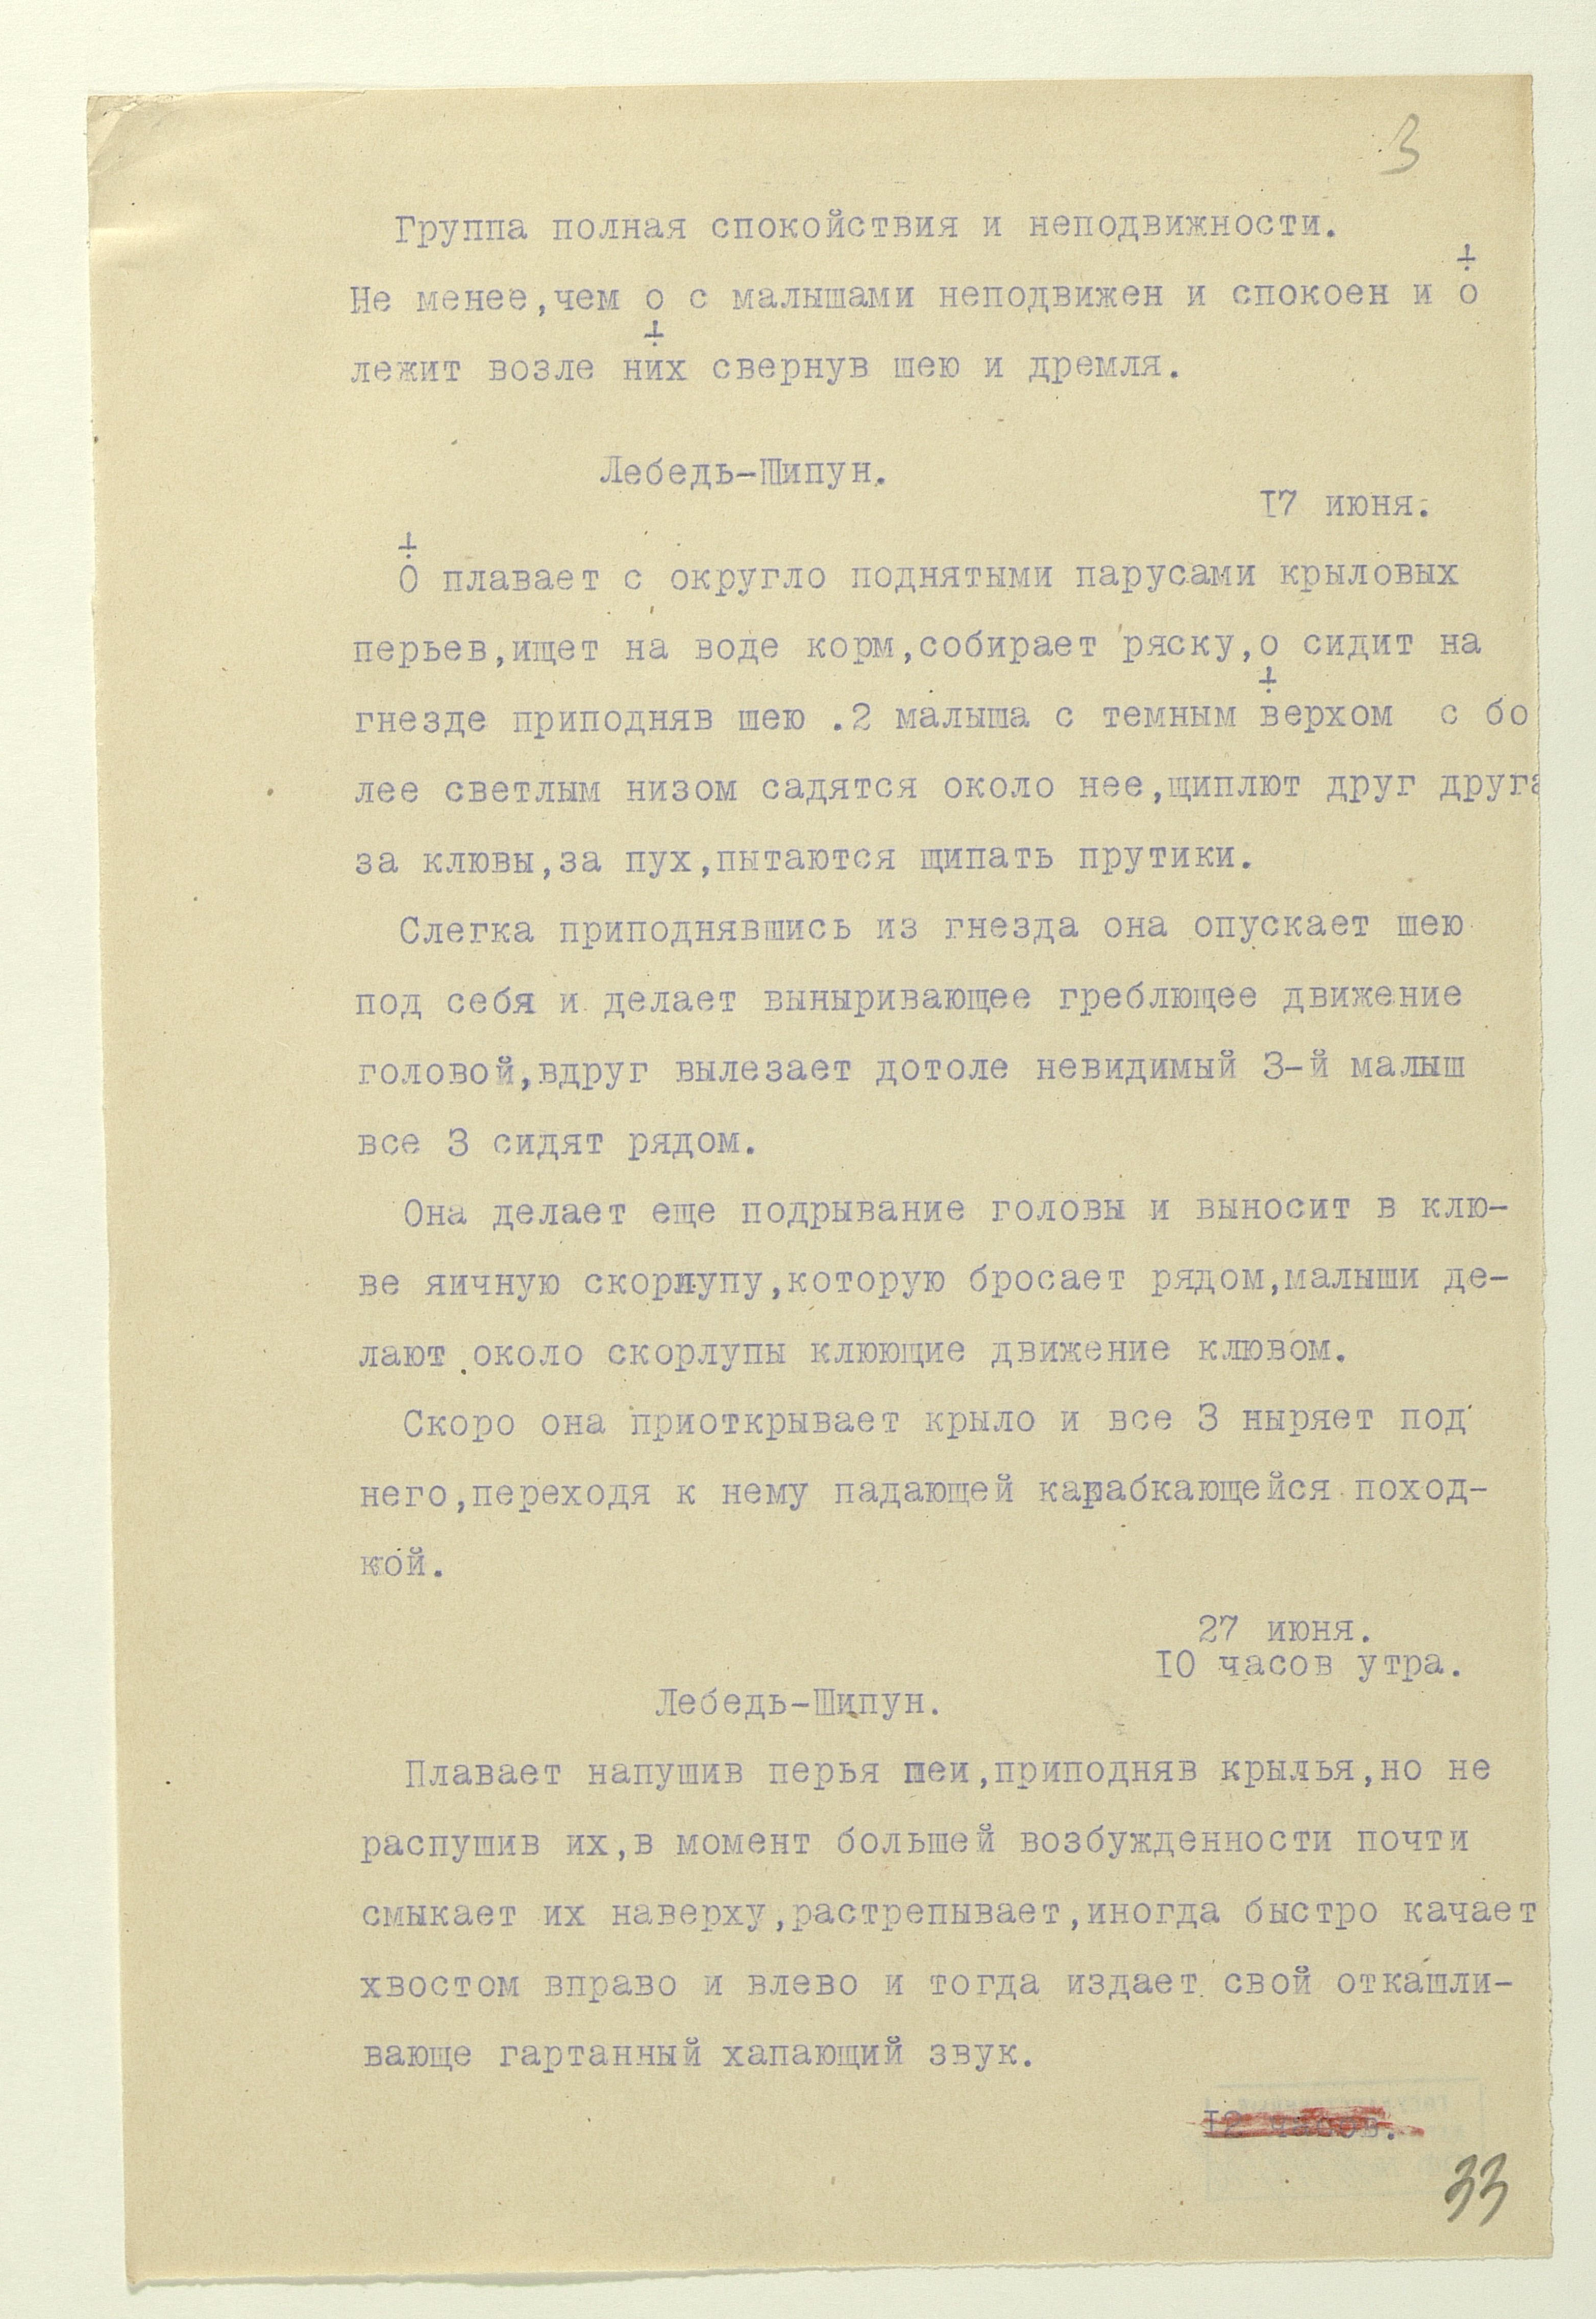 3
Группа полная спокойствия и неподвижности.
Не менее,чем ♀ с малышами неподвижен и спокоен и ♂
лежит возле них свернув шею и дремля.
Лебедь-Шипун.
I7 июня.
♂ плавает с округло поднятыми парусами крыловых
перьев,ищет на воде корм,собирает ряску,♀ сидит на
гнезде приподняв шею .2 малыша с темным верхом с бо
лее светлым низом садятся около нее,щиплют друг друга
за клювы,за пух,пытаются щипать прутики.
Слегка приподнявшись из гнезда она опускает шею
под себя и делает выныривающее греблющее движение
головой,вдруг вылезает дотоле невидимый 3-й малыш
все 3 сидят рядом.
Она делает еще подрывание головы и выносит в клю-
ве яичную скорлупу,которую бросает рядом,малыши де-
лают около скорлупы клюющие движение клювом.
Скоро она приоткрывает крыло и все 3 ныряет под
него,переходя к нему падающей карабкающейся поход-
кой.
27 июня.
I0 часов утра.
Лебедь-Шипун.
Плавает напушив перья шеи,приподняв крылья,но не
распушив их,в момент большей возбужденности почти
смыкает их наверху,растрепывает,иногда быстро качает
хвостом вправо и влево и тогда издает свой откашли-
вающе гартанный хапающий звук.
I2 часов.
33